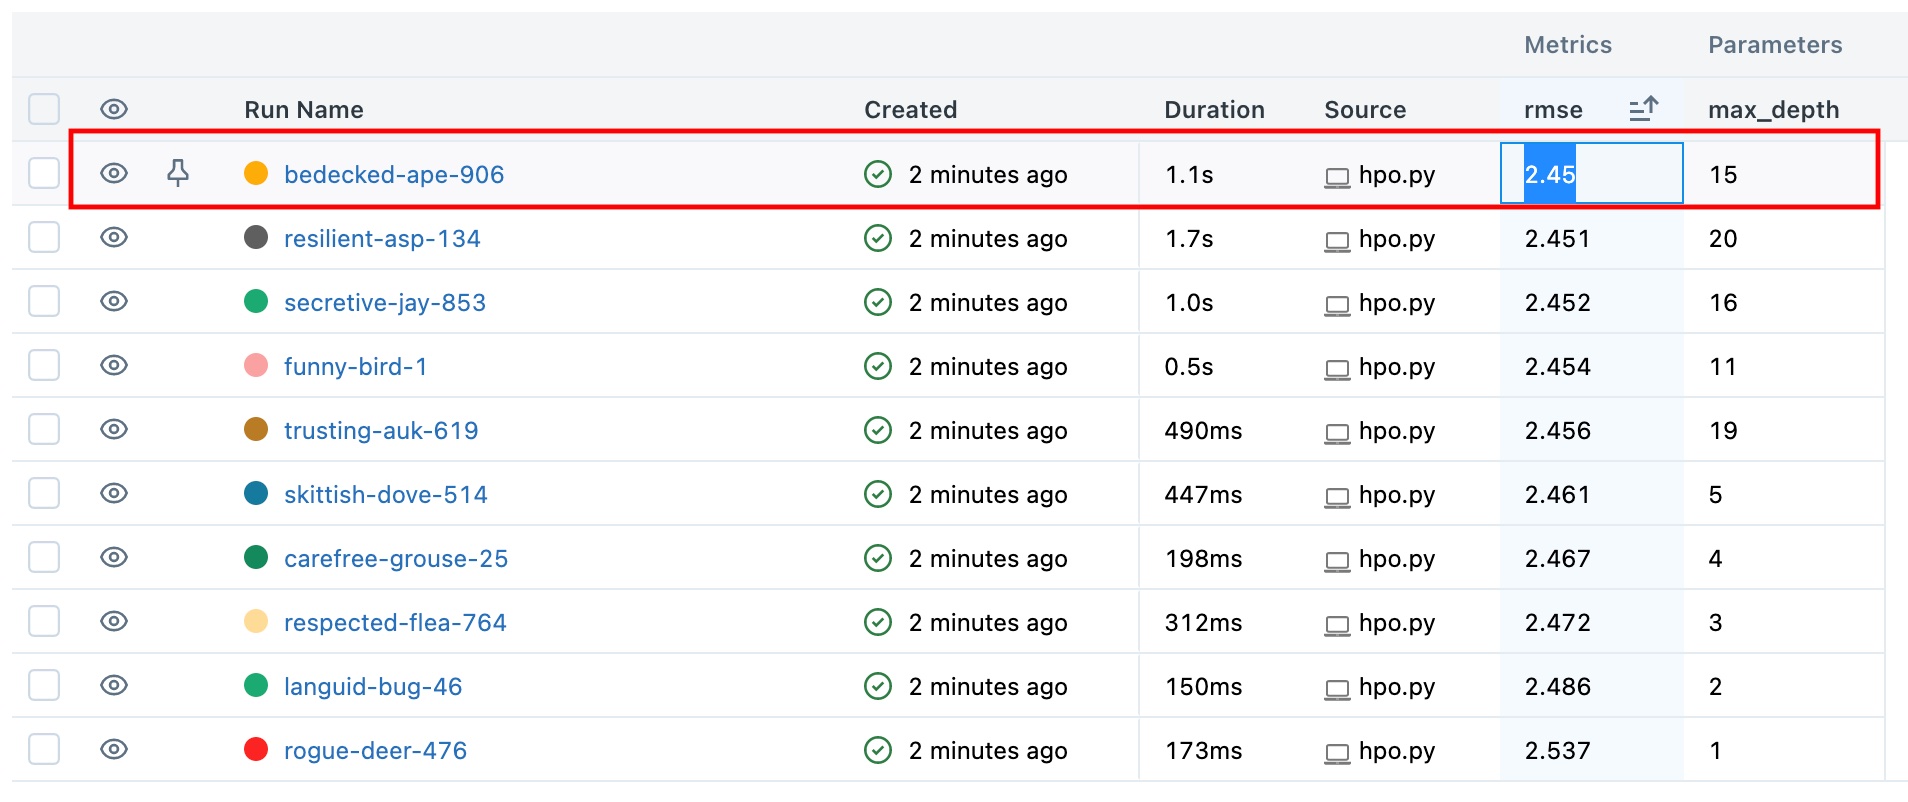 Metrics Parameters
Run Name Created Duration Source rmse max_depth
bedecked-ape-906 2 minutes ago 1.1s hpo.py 2.45 15
resilient-asp-134 2 minutes ago 1.7s hpo.py 2.451 20
secretive-jay-853 2 minutes ago 1.0s hpo.py 2.452 16
funny-bird-1 2 minutes ago 0.5s hpo.py 2.454 11
trusting-auk-619 2 minutes ago 490ms hpo.py 2.456 19
skittish-dove-514 2 minutes ago 447ms hpo.py 2.461 5
carefree-grouse-25 2 minutes ago 198ms hpo.py 2.467 4
respected-flea-764 2 minutes ago 312ms hpo.py 2.472 3
languid-bug-46 2 minutes ago 150ms hpo.py 2.486 2
rogue-deer-476 2 minutes ago 173ms hpo.py 2.537 1